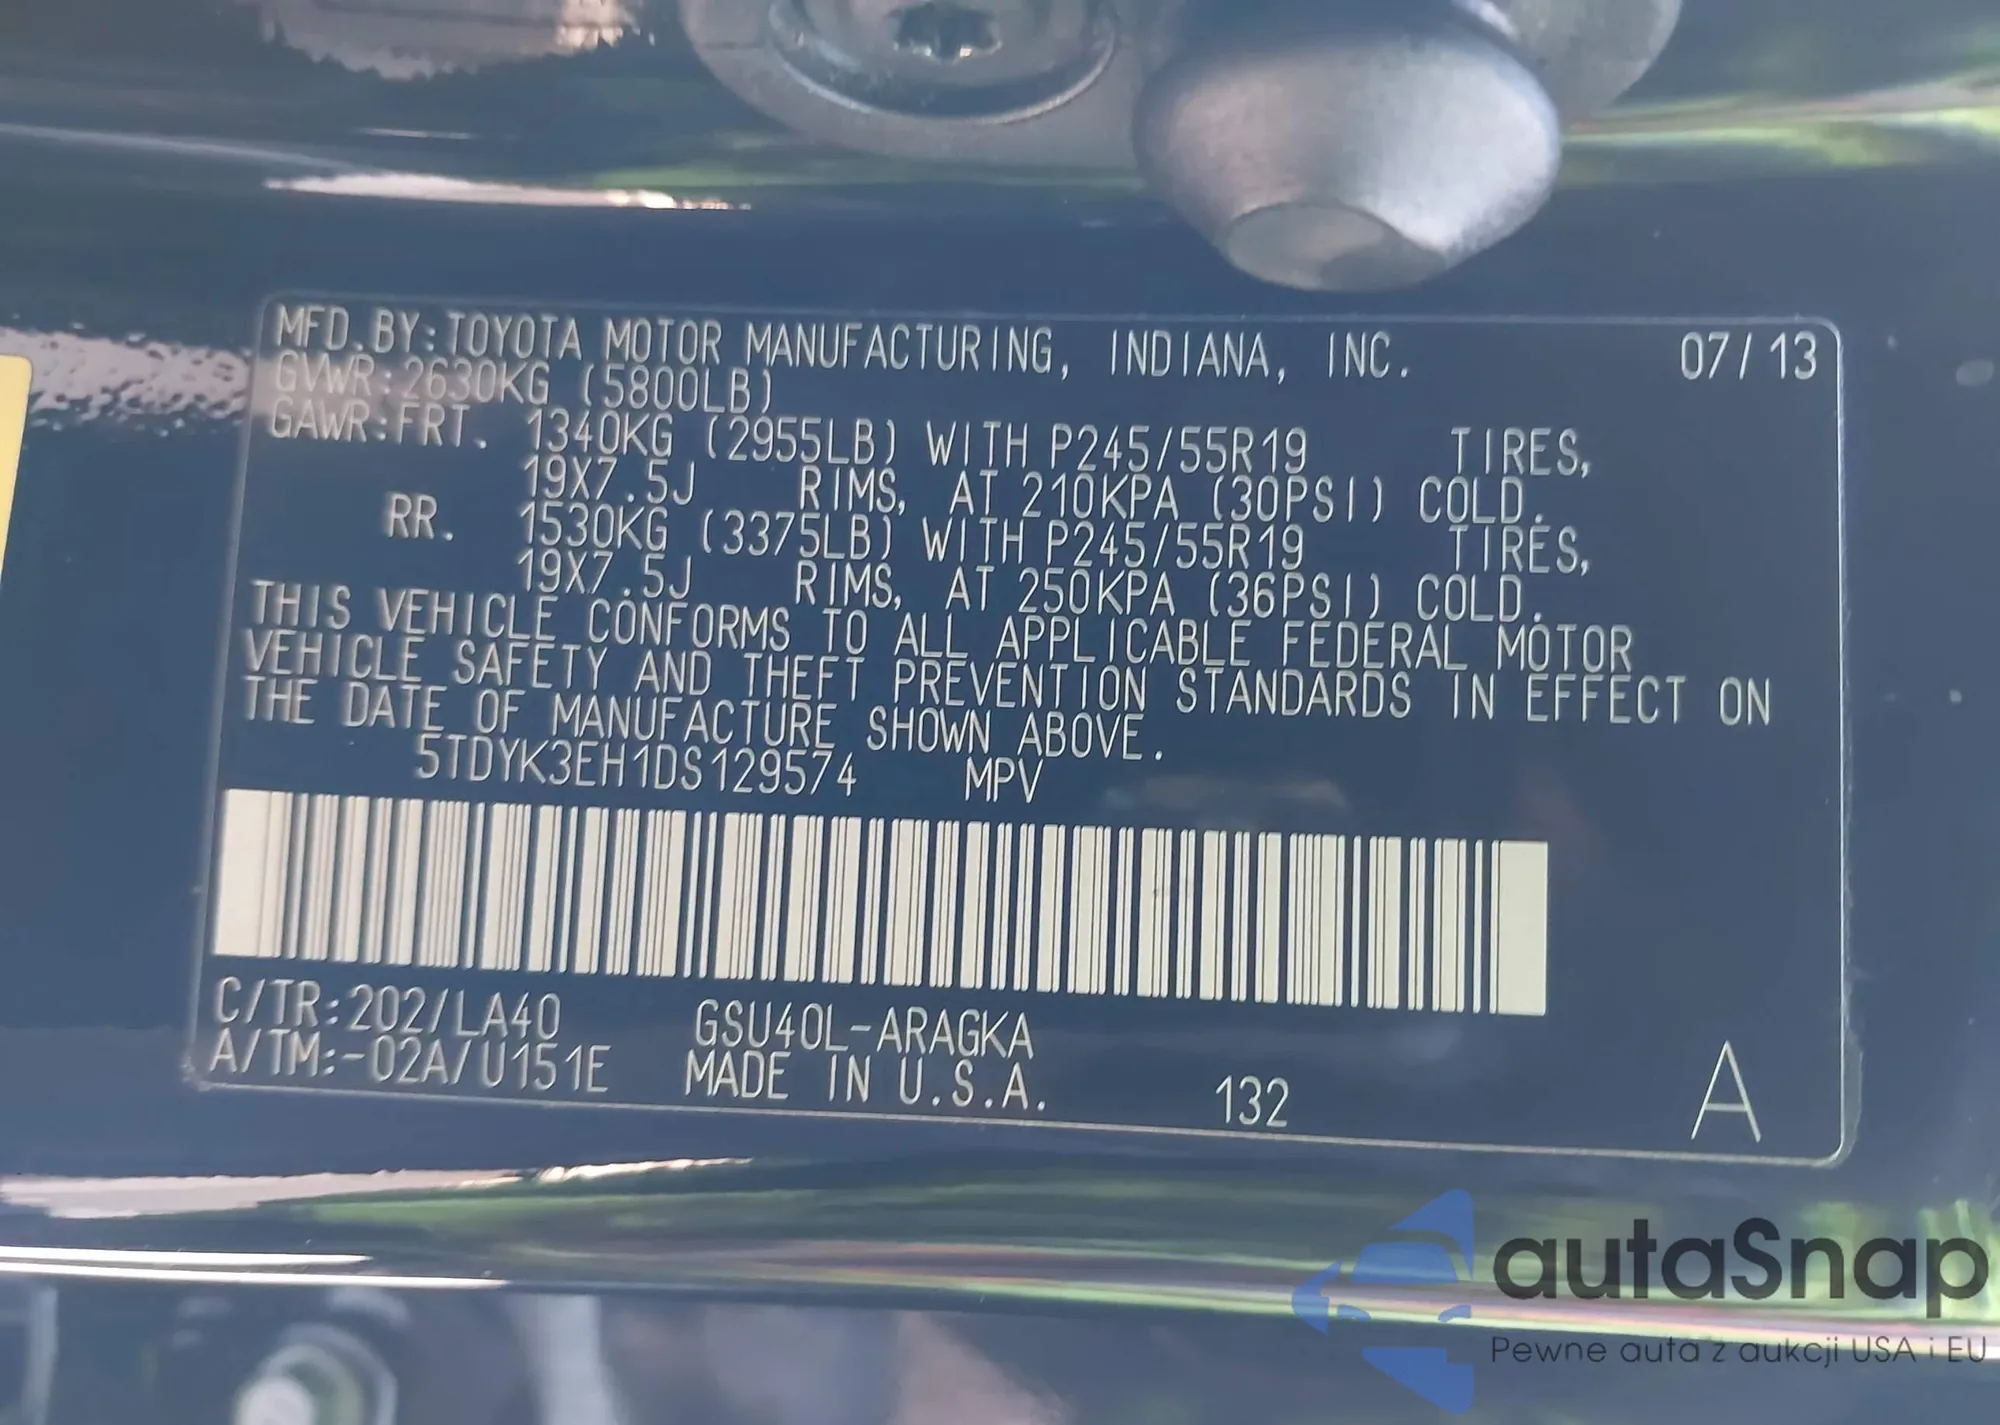 MFD.BY:TOYOTA MOTOR MANUFACTURING, INDIANA, INC. 07/13
GVWR:2630KG (5800LB)
GAWR:FRT. 1340KG (2955LB) WITH P245/55R19 TIRES,
19X7.5J RIMS, AT 210KPA (30PSI) COLD.
RR. 1530KG (3375LB) WITH P245/55R19 TIRES,
19X7.5J RIMS, AT 250KPA (36PSI) COLD.
THIS VEHICLE CONFORMS TO ALL APPLICABLE FEDERAL MOTOR
VEHICLE SAFETY AND THEFT PREVENTION STANDARDS IN EFFECT ON
THE DATE OF MANUFACTURE SHOWN ABOVE.
5TDYK3EH1DS129574 MPV
C/TR:202/LA40 GSU40L-ARAGKA
A/TM:-02A/U151E MADE IN U.S.A. 132 A
autaSnap
Pewne auta z aukcji USA i EU